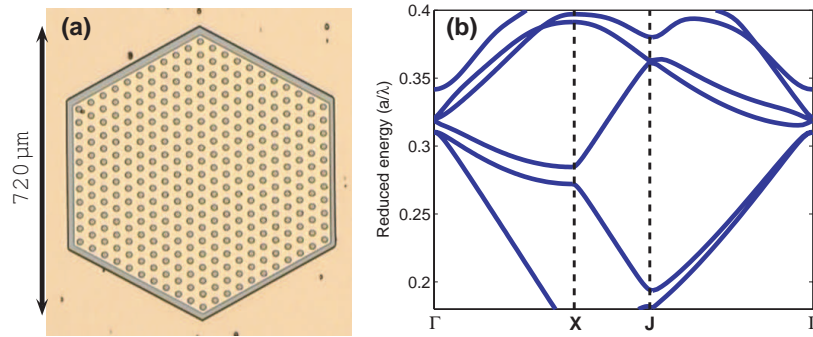 (a)
720 μm
(b)
Reduced energy (a/λ)
0.4
0.35
0.3
0.25
0.2
Γ
X
J
Γ